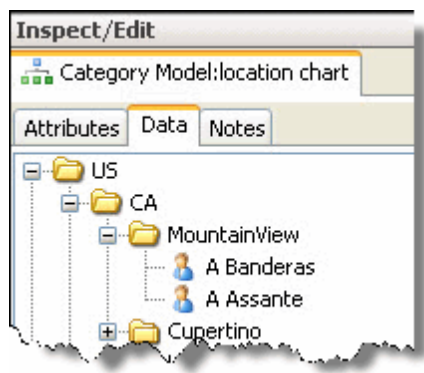 Inspect/Edit
Category Model:location chart
Attributes Data Notes
US
CA
MountainView
A Banderas
A Assante
Cupertino